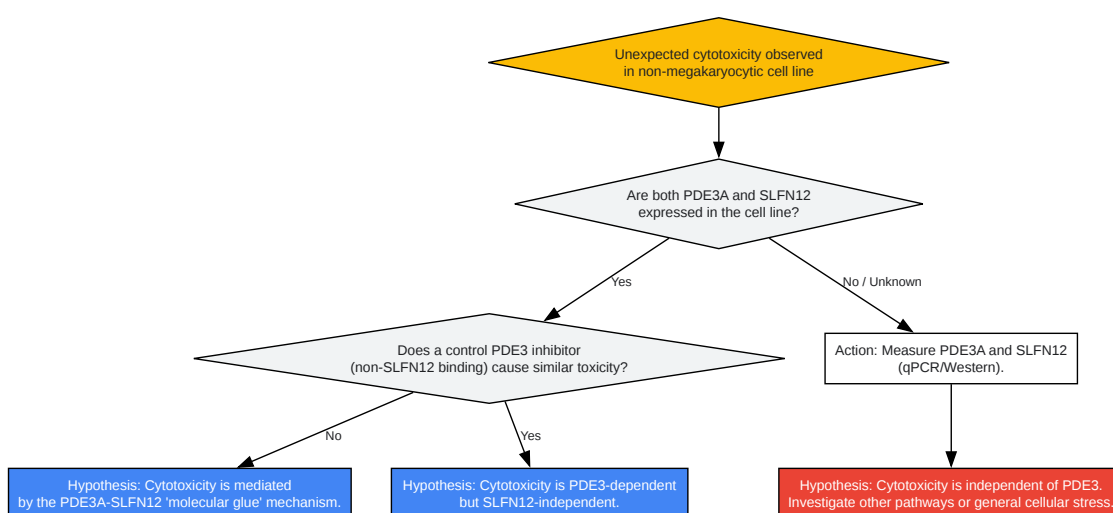 Unexpected cytotoxicity observed
in non-megakaryocytic cell line
Are both PDE3A and SLFN12
expressed in the cell line?
Yes
No / Unknown
Does a control PDE3 inhibitor
(non-SLFN12 binding) cause similar toxicity?
Action: Measure PDE3A and SLFN12
(qPCR/Western).
No
Yes
Hypothesis: Cytotoxicity is mediated
by the PDE3A-SLFN12 'molecular glue' mechanism.
Hypothesis: Cytotoxicity is PDE3-dependent
but SLFN12-independent.
Hypothesis: Cytotoxicity is independent of PDE3.
Investigate other pathways or general cellular stress.